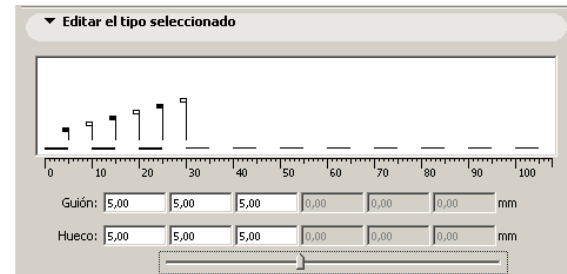 Editar el tipo seleccionado
0 10 20 30 40 50 60 70 80 90 100
Guión: 5,00 5,00 5,00 0,00 0,00 0,00 mm
Hueco: 5,00 5,00 5,00 0,00 0,00 0,00 mm